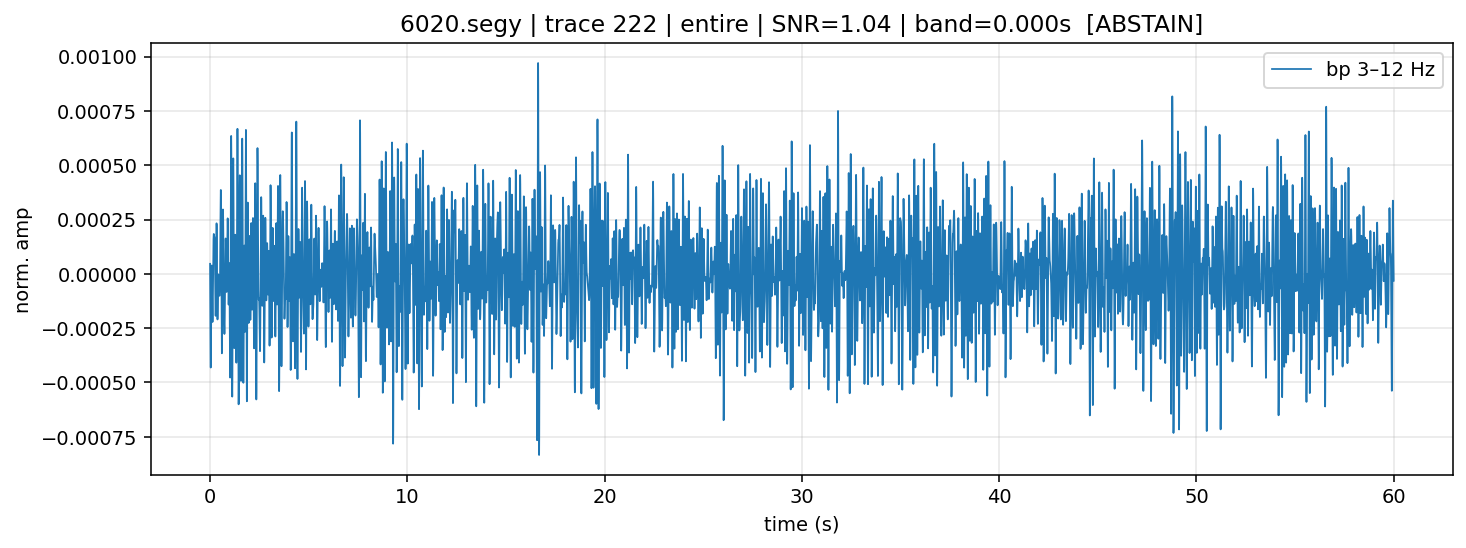 6020.segy | trace 222 | entire | SNR=1.04 | band=0.000s  [ABSTAIN]
bp 3–12 Hz
0.00100
0.00075
0.00050
0.00025
0.00000
−0.00025
−0.00050
−0.00075
norm. amp
0 10 20 30 40 50 60
time (s)